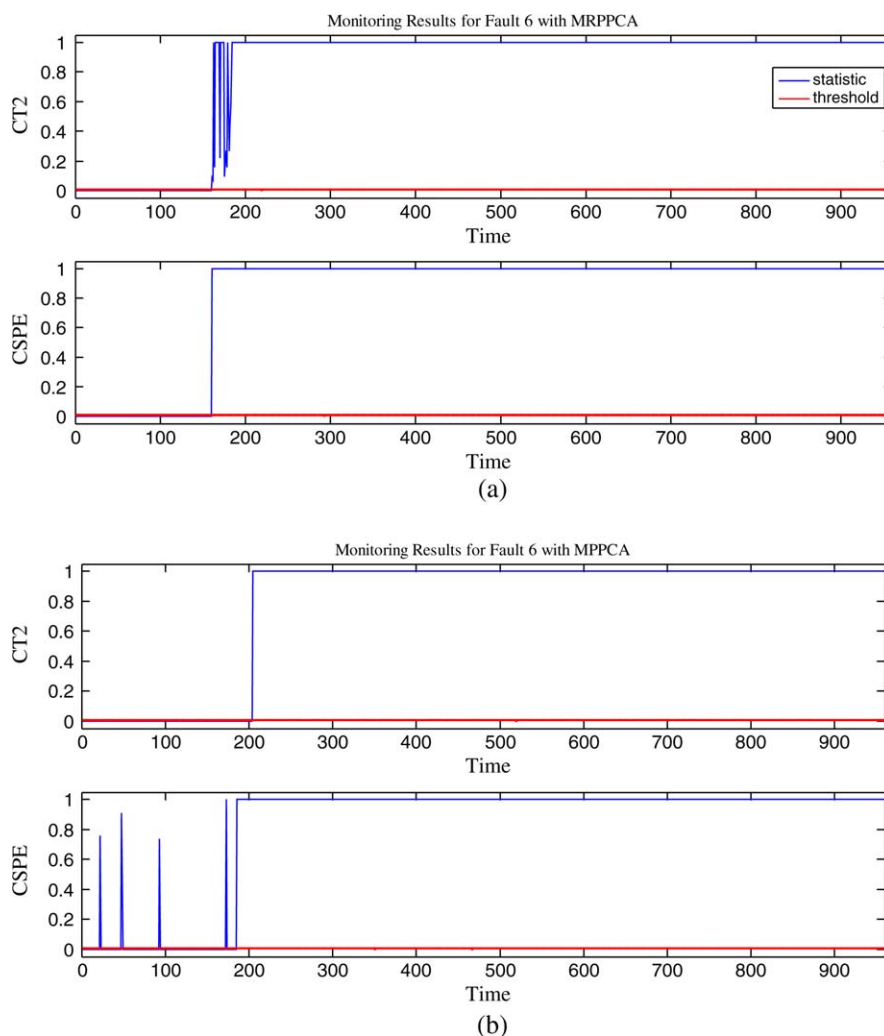 Monitoring Results for Fault 6 with MRPPCA
1
0.8
0.6
0.4
0.2
0
CT2
statistic
threshold
0 100 200 300 400 500 600 700 800 900
Time
1
0.8
0.6
0.4
0.2
0
CSPE
0 100 200 300 400 500 600 700 800 900
Time
(a)
Monitoring Results for Fault 6 with MPPCA
1
0.8
0.6
0.4
0.2
0
CT2
0 100 200 300 400 500 600 700 800 900
Time
1
0.8
0.6
0.4
0.2
0
CSPE
0 100 200 300 400 500 600 700 800 900
Time
(b)